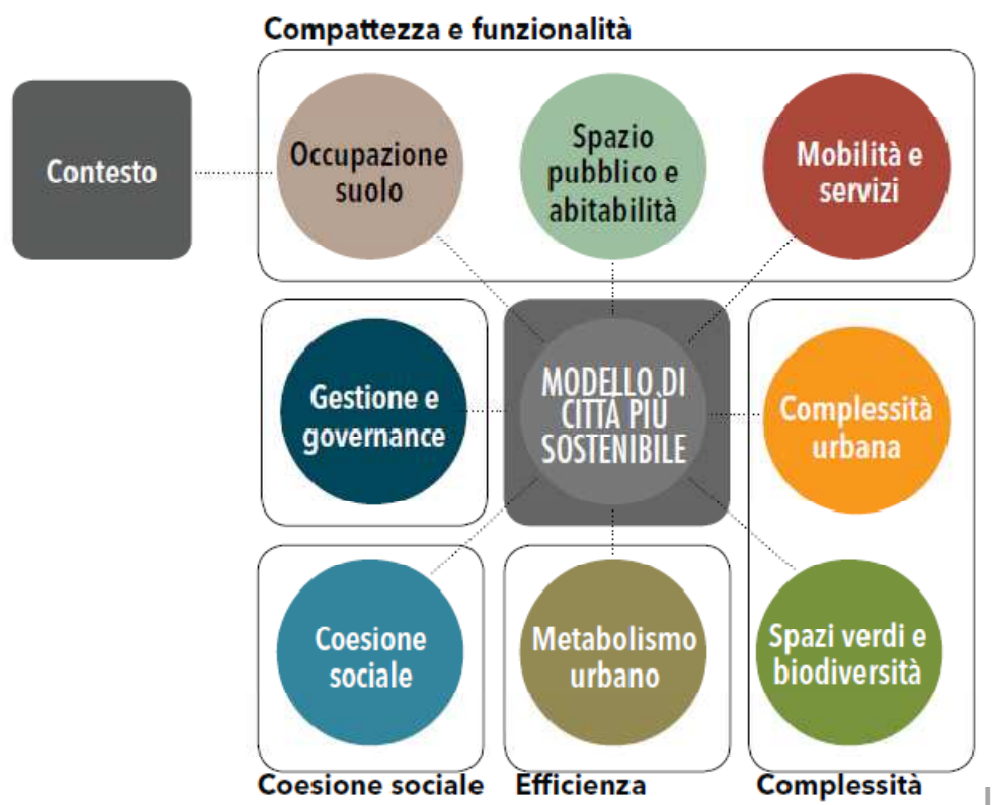 Compattezza e funzionalità
Contesto
Occupazione
suolo
Spazio
pubblico e
abitabilità
Mobilità e
servizi
Gestione e
governance
MODELLO DI
CITTÀ PIÙ
SOSTENIBILE
Complessità
urbana
Coesione
sociale
Metabolismo
urbano
Spazi verdi e
biodiversità
Coesione sociale
Efficienza
Complessità